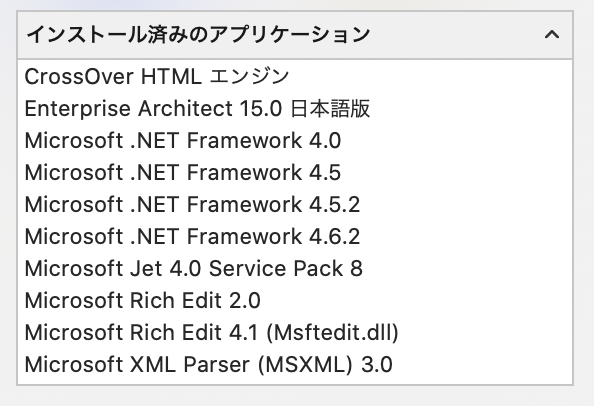 インストール済みのアプリケーション
CrossOver HTML エンジン
Enterprise Architect 15.0 日本語版
Microsoft .NET Framework 4.0
Microsoft .NET Framework 4.5
Microsoft .NET Framework 4.5.2
Microsoft .NET Framework 4.6.2
Microsoft Jet 4.0 Service Pack 8
Microsoft Rich Edit 2.0
Microsoft Rich Edit 4.1 (Msftedit.dll)
Microsoft XML Parser (MSXML) 3.0